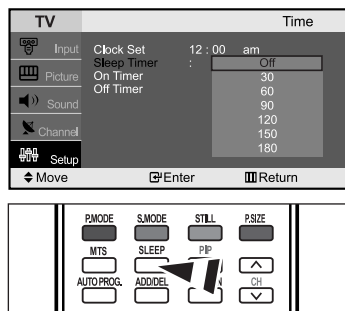 TV Time
Input
Clock Set 12 : 00 am
Sleep Timer : Off
Picture
On Timer 30
Off Timer 60
Sound 90
120
Channel 150
180
Setup
Move Enter Return
P.MODE S.MODE STILL P.SIZE
MTS SLEEP PIP
AUTO PROG. ADD/DEL CH